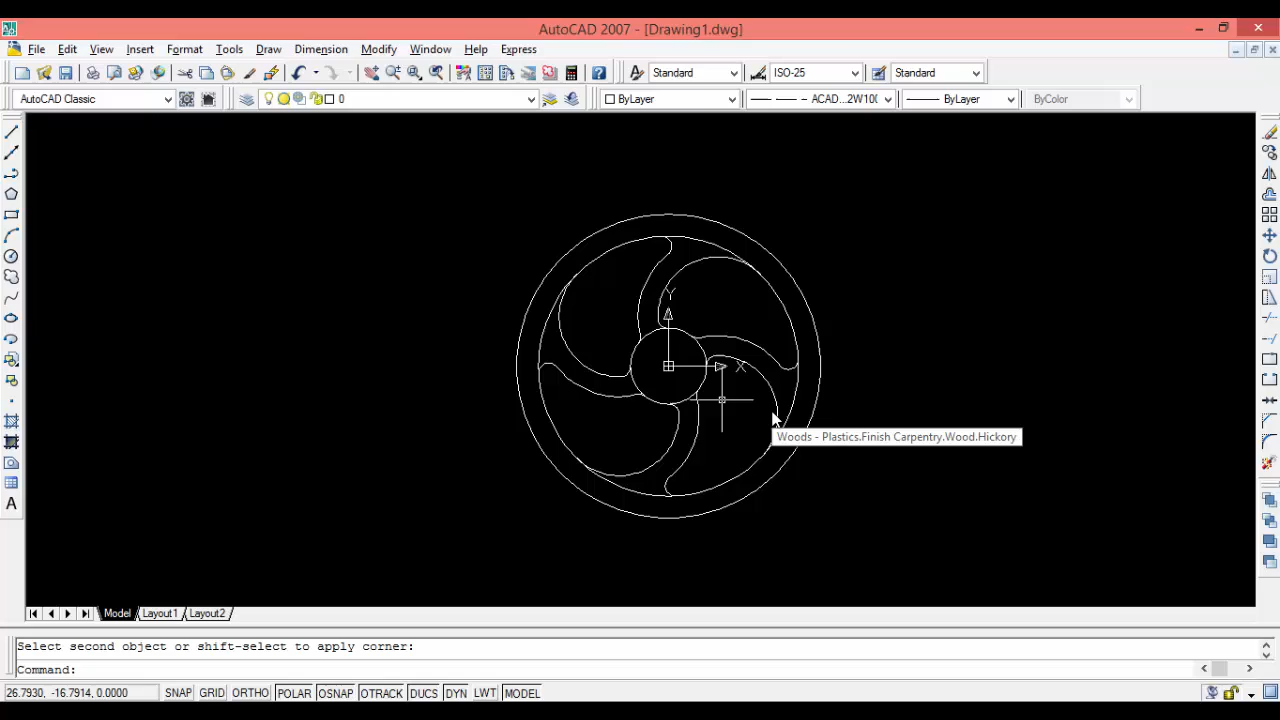 AutoCAD 2007 - [Drawing1.dwg]
File Edit View Insert Format Tools Draw Dimension Modify Window Help Express
Standard ISO-25 Standard
AutoCAD Classic 0 ByLayer ACAD...2W100 ByLayer ByColor
Y
X
Woods - Plastics.Finish Carpentry.Wood.Hickory
A
Model Layout1 Layout2
Select second object or shift-select to apply corner:
Command:
26.7930, -16.7914, 0.0000 SNAP GRID ORTHO POLAR OSNAP OTRACK DUCS DYN LWT MODEL